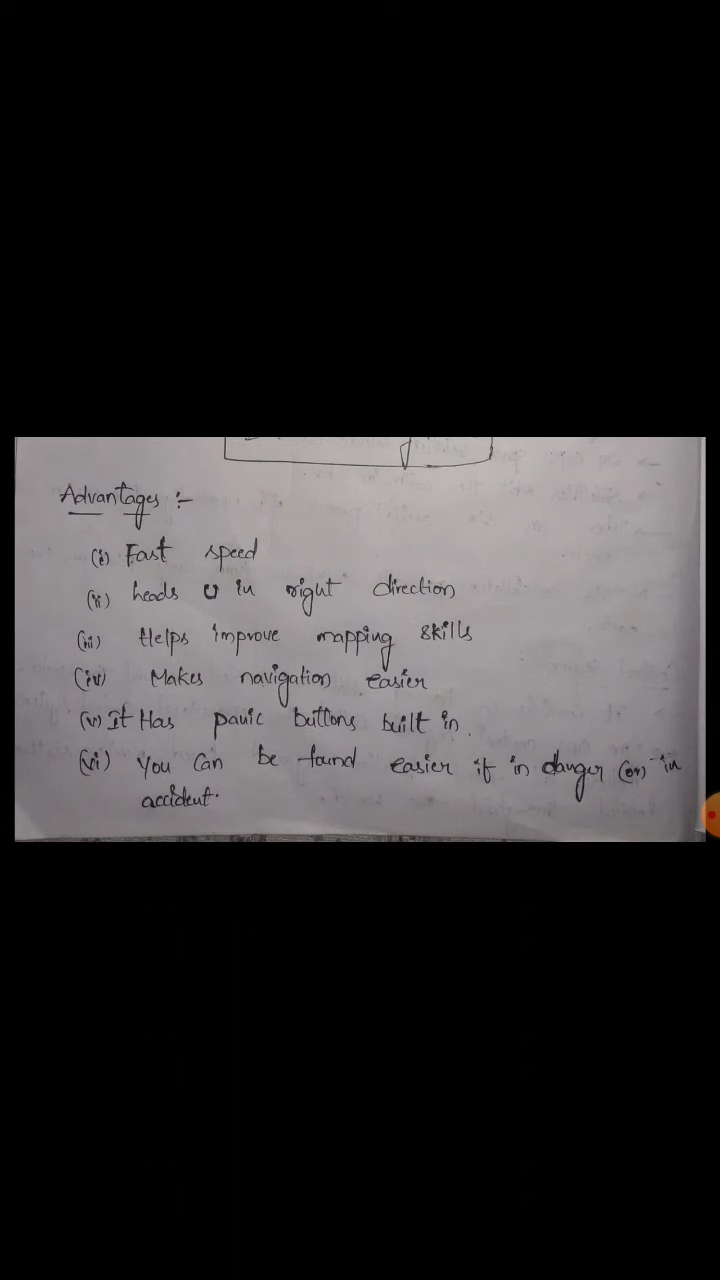 Advantages :-
(i) Fast speed
(ii) leads U in right direction
(iii) Helps improve mapping skills
(iv) Makes navigation easier
(v) It Has panic buttons built in.
(vi) You can be found easier if in danger (or) in
accident.